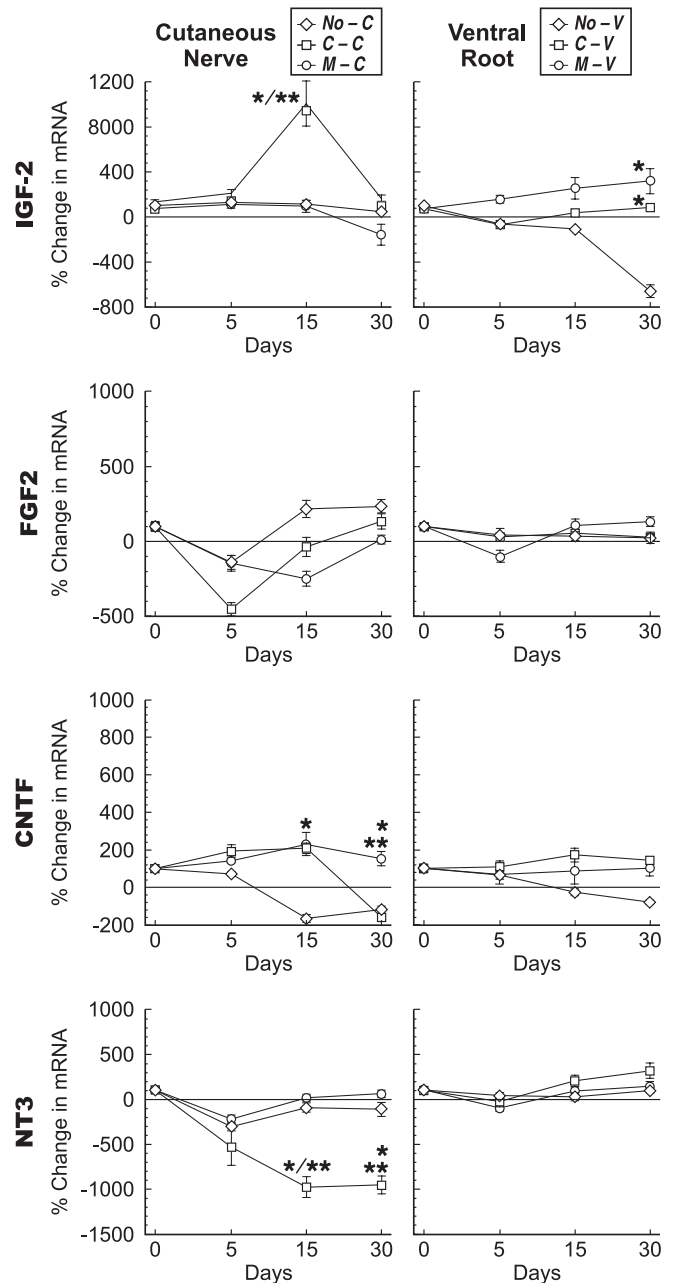 Cutaneous
Nerve
No – C
C – C
M – C
Ventral
Root
No – V
C – V
M – V
IGF-2
% Change in mRNA
1200
8000
400
0
-400
-800
*/**
*
*
0 5 15 30
Days
0 5 15 30
Days
FGF2
% Change in mRNA
1000
500
0
-500
0 5 15 30
Days
0 5 15 30
Days
CNTF
% Change in mRNA
1000
800
600
400
200
0
-200
*
*
**
0 5 15 30
Days
0 5 15 30
Days
NT3
% Change in mRNA
1000
500
0
-500
-1000
-1500
*/**
*
**
0 5 15 30
Days
0 5 15 30
Days